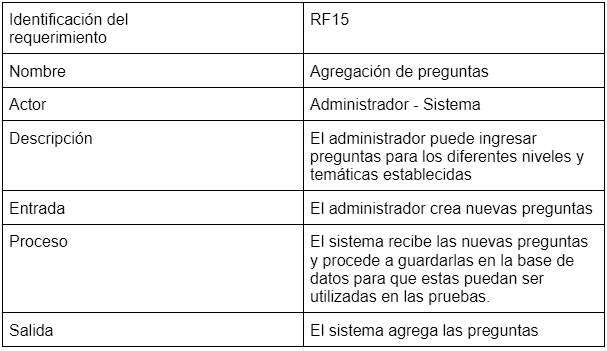 Identificación del
requerimiento
RF15
Nombre
Agregación de preguntas
Actor
Administrador - Sistema
Descripción
El administrador puede ingresar
preguntas para los diferentes niveles y
temáticas establecidas
Entrada
El administrador crea nuevas preguntas
Proceso
El sistema recibe las nuevas preguntas
y procede a guardarlas en la base de
datos para que estas puedan ser
utilizadas en las pruebas.
Salida
El sistema agrega las preguntas